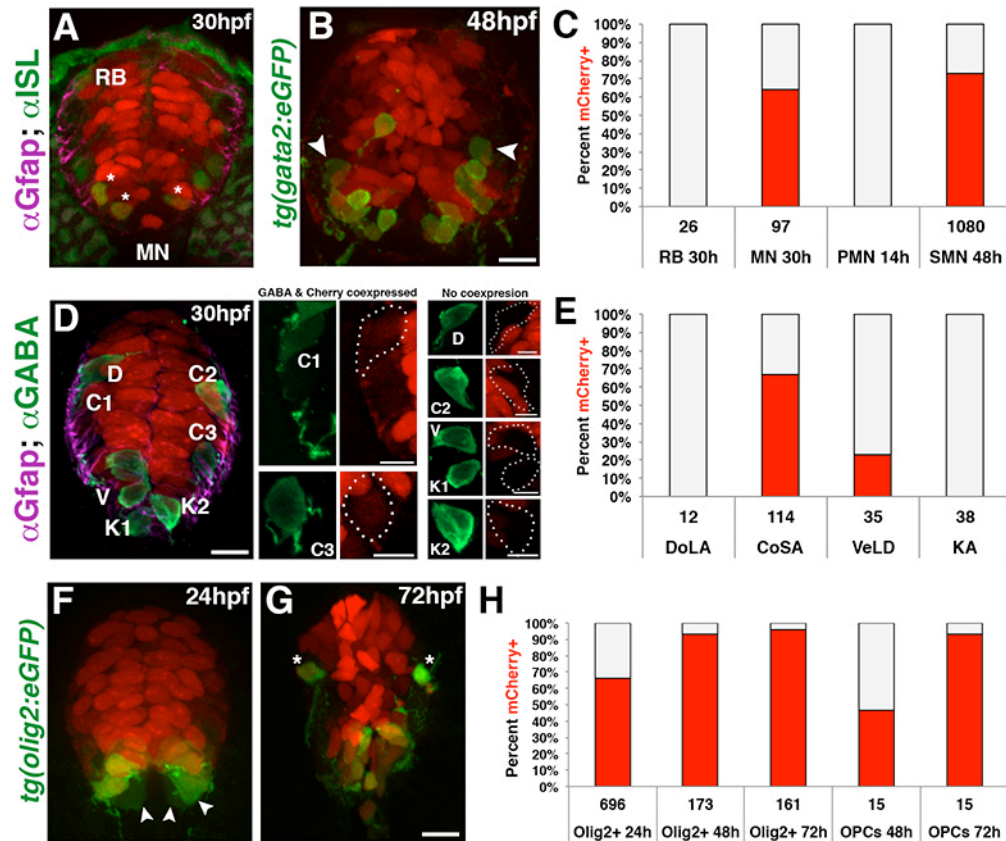 A
30hpf
RB
MN
αGfap; αISL
B
48hpf
tg(gata2:eGFP)
C
Percent mCherry+
100%
90%
80%
70%
60%
50%
40%
30%
20%
10%
0%
26 97 1080
RB 30h MN 30h PMN 14h SMN 48h
D
30hpf
αGfap; αGABA
D
C1
C2
C3
V
K1
K2
GABA & Cherry coexpressed
C1
C3
No coexpresion
D
C2
V
K1
K2
E
Percent mCherry+
100%
90%
80%
70%
60%
50%
40%
30%
20%
10%
0%
12 114 35 38
DoLA CoSA VeLD KA
F
24hpf
tg(olig2:eGFP)
G
72hpf
H
Percent mCherry+
100%
90%
80%
70%
60%
50%
40%
30%
20%
10%
0%
696 173 161 15 15
Olig2+ 24h Olig2+ 48h Olig2+ 72h OPCs 48h OPCs 72h